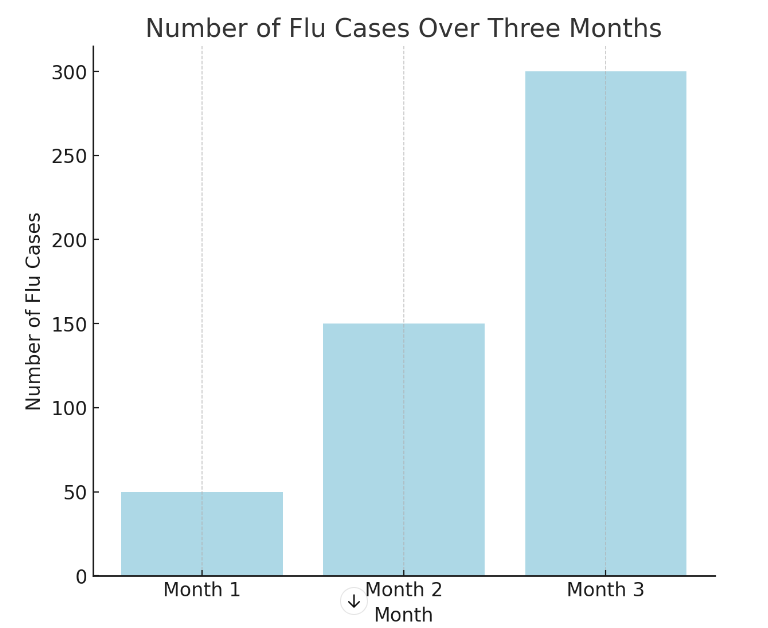 Number of Flu Cases Over Three Months
Number of Flu Cases
300
250
200
150
100
50
0
Month 1 Month 2 Month 3
Month